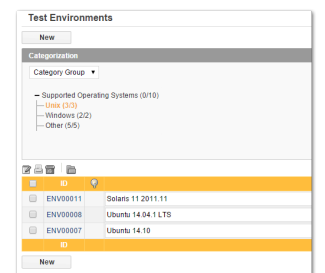 Test Environments
New
Categorization
Category Group
Supported Operating Systems (0/10)
Unix (3/3)
Windows (2/2)
Other (5/5)
ID
ENV00011 Solaris 11 2011.11
ENV00008 Ubuntu 14.04.1 LTS
ENV00007 Ubuntu 14.10
ID
New